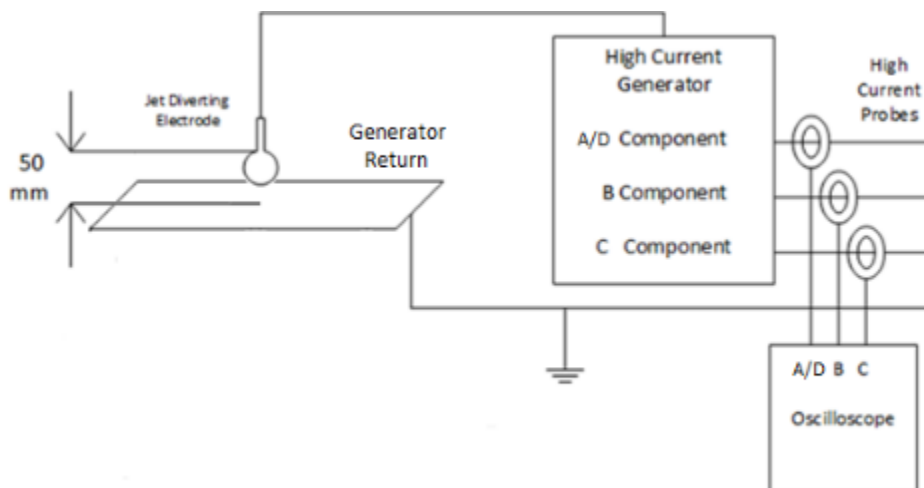 High Current
Generator
Jet Diverting
Electrode
50
mm
Generator
Return
A/D Component
B Component
C Component
High
Current
Probes
A/D B C
Oscilloscope